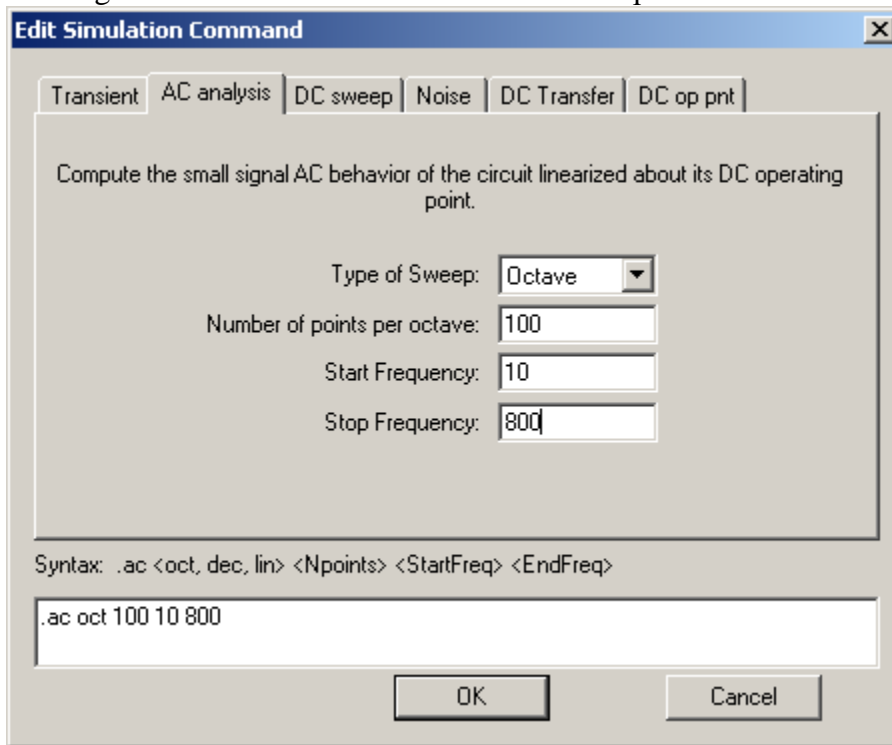 Edit Simulation Command
Transient AC analysis DC sweep Noise DC Transfer DC op pnt
Compute the small signal AC behavior of the circuit linearized about its DC operating
point.
Type of Sweep: Octave
Number of points per octave: 100
Start Frequency: 10
Stop Frequency: 800
Syntax: .ac <oct, dec, lin> <Npoints> <StartFreq> <EndFreq>
.ac oct 100 10 800
OK Cancel